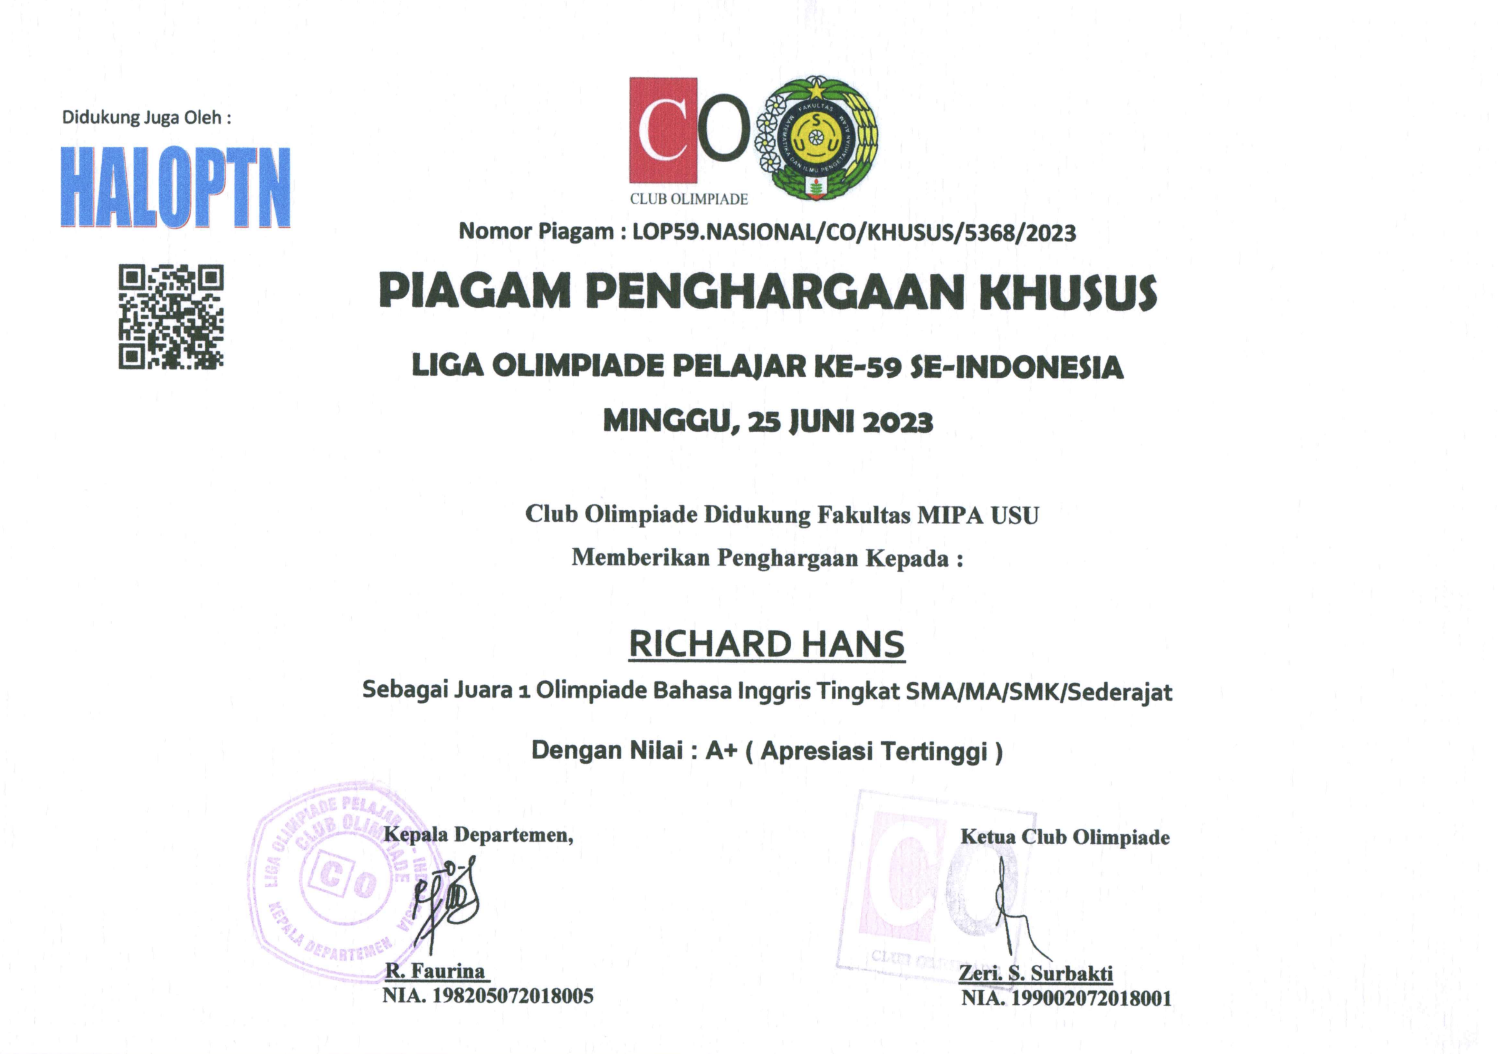 Didukung Juga Oleh :
HALOPTN
CO
CLUB OLIMPIADE
FAKULTAS
MATEMATIKA DAN ILMU PENGETAHUAN ALAM
USU
Nomor Piagam : LOP59.NASIONAL/CO/KHUSUS/5368/2023
PIAGAM PENGHARGAAN KHUSUS
LIGA OLIMPIADE PELAJAR KE-59 SE-INDONESIA
MINGGU, 25 JUNI 2023
Club Olimpiade Didukung Fakultas MIPA USU
Memberikan Penghargaan Kepada :
RICHARD HANS
Sebagai Juara 1 Olimpiade Bahasa Inggris Tingkat SMA/MA/SMK/Sederajat
Dengan Nilai : A+ ( Apresiasi Tertinggi )
Kepala Departemen,
LIGA OLIMPIADE PELAJAR
CLUB OLIMPIADE
CO
KEPALA DEPARTEMEN
R. Faurina
NIA. 198205072018005
Ketua Club Olimpiade
CO
Zeri. S. Surbakti
NIA. 199002072018001